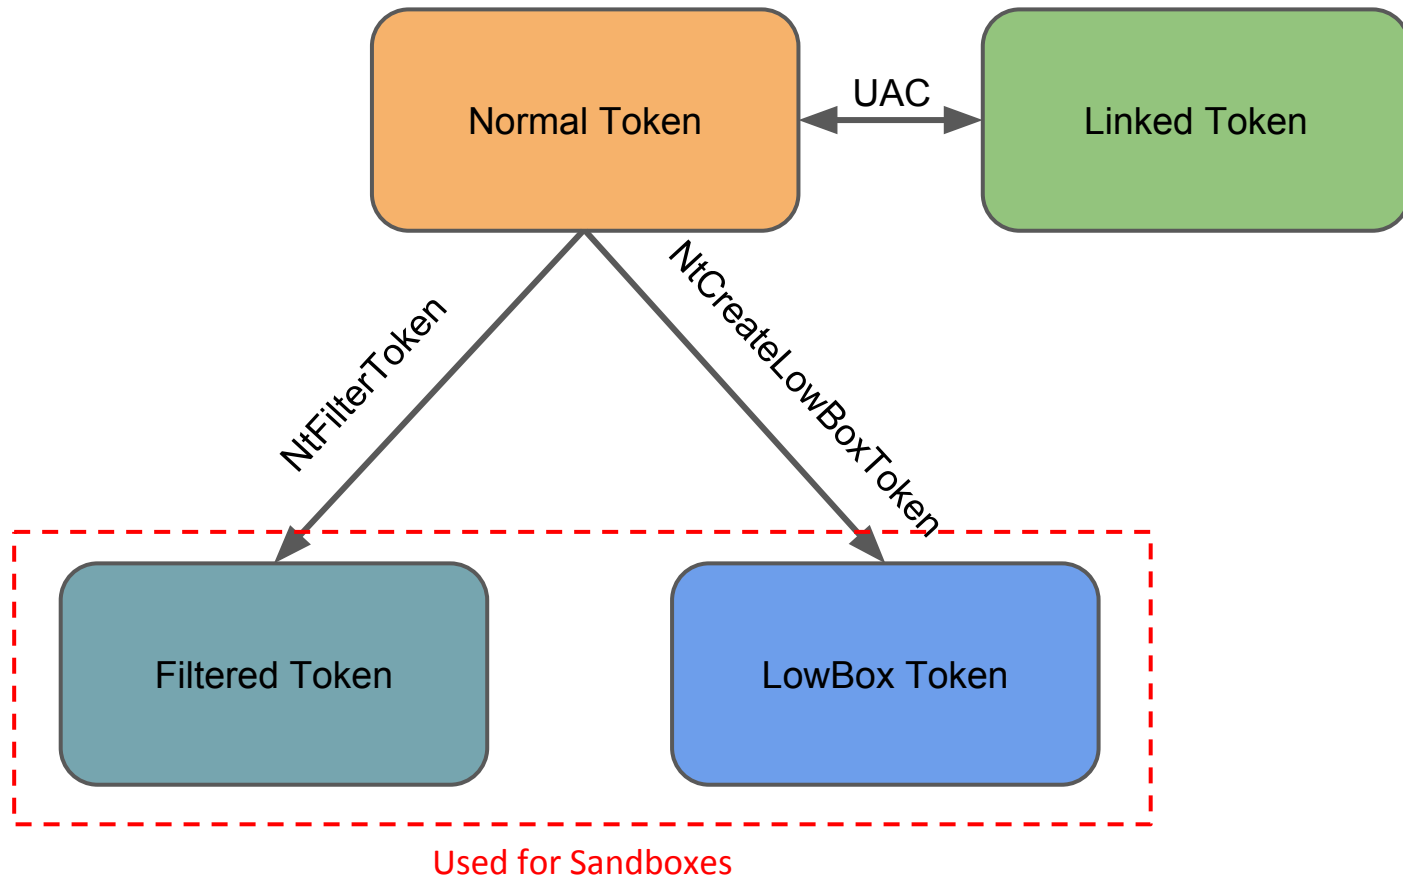 Normal Token
UAC
Linked Token
NtFilterToken
NtCreateLowBoxToken
Filtered Token
LowBox Token
Used for Sandboxes